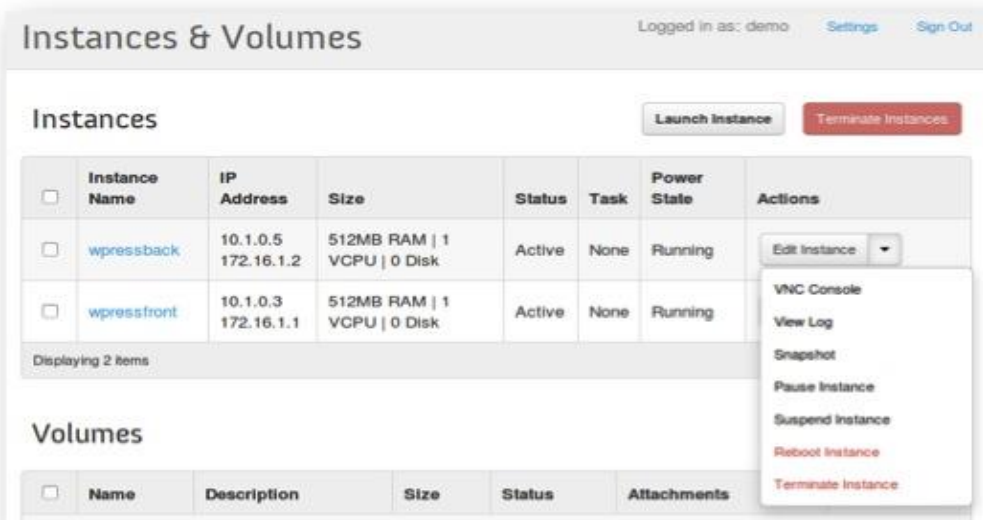 Instances & Volumes
Logged in as: demo
Settings
Sign Out
Instances
Launch Instance
Terminate Instances
Instance Name
IP Address
Size
Status
Task
Power State
Actions
wpressback
10.1.0.5
172.16.1.2
512MB RAM | 1
VCPU | 0 Disk
Active
None
Running
Edit Instance
wpressfront
10.1.0.3
172.16.1.1
512MB RAM | 1
VCPU | 0 Disk
Active
None
Running
Displaying 2 items
VNC Console
View Log
Snapshot
Pause Instance
Suspend Instance
Reboot Instance
Terminate Instance
Volumes
Name
Description
Size
Status
Attachments